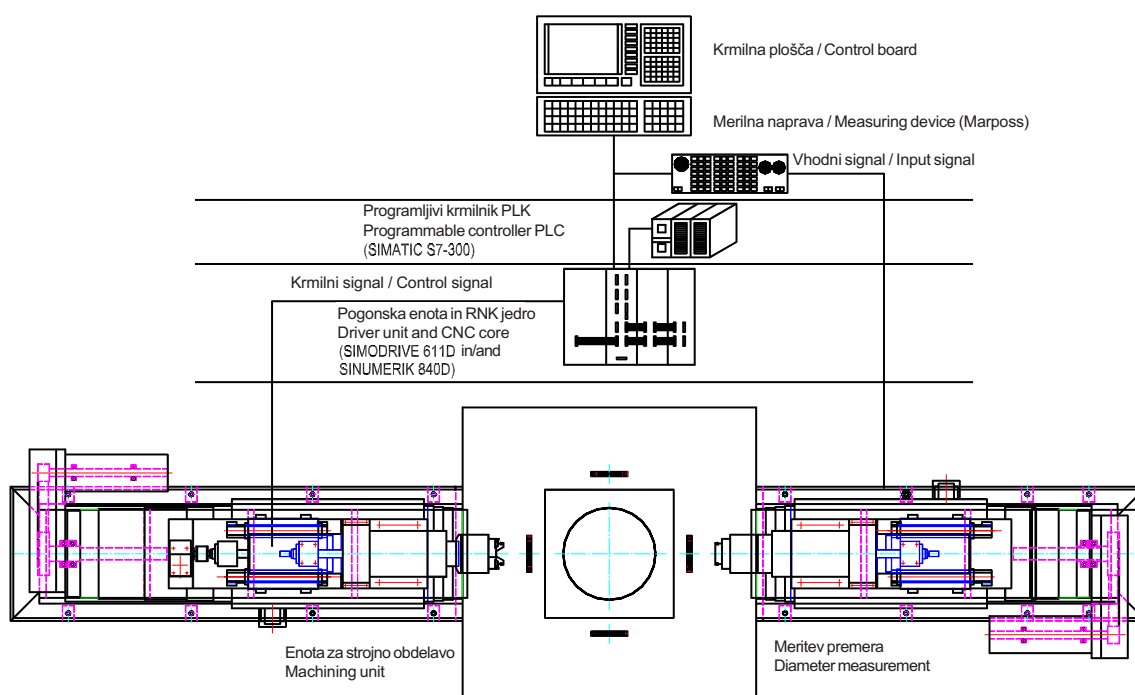 Krmilna plošča / Control board
Merilna naprava / Measuring device (Marposs)
Vhodni signal / Input signal
Programljivi krmilnik PLK
Programmable controller PLC
(SIMATIC S7-300)
Krmilni signal / Control signal
Pogonska enota in RNK jedro
Driver unit and CNC core
(SIMODRIVE 611D in/and
SINUMERIK 840D)
Enota za strojno obdelavo
Machining unit
Meritev premera
Diameter measurement